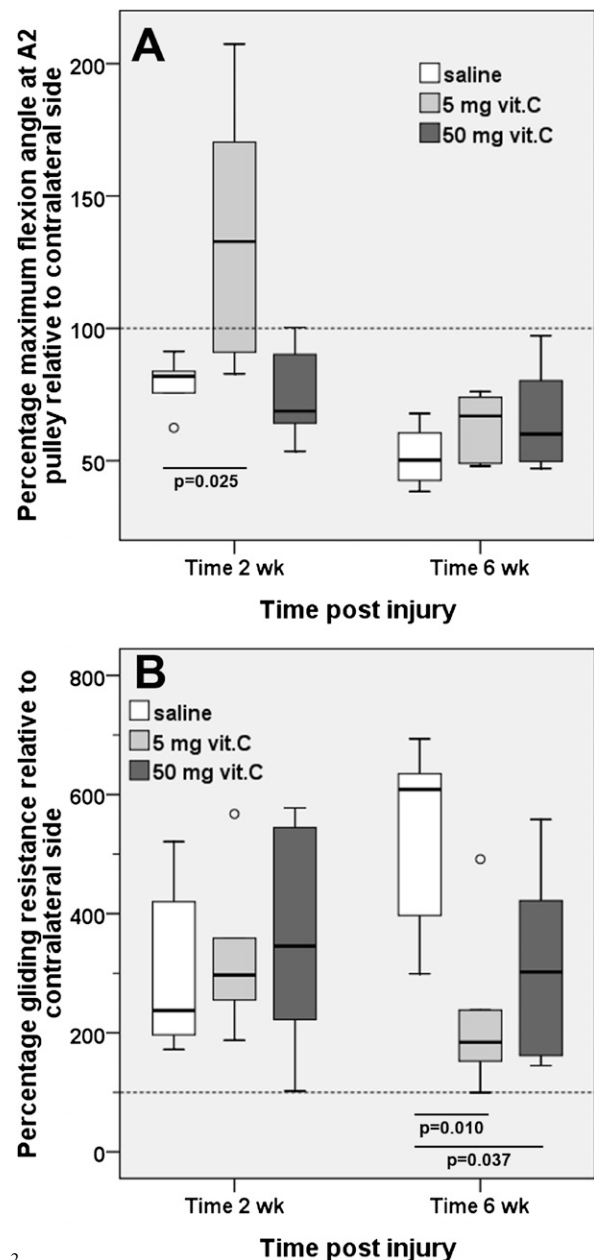 A
Percentage maximum flexion angle at A2
pulley relative to contralateral side
200
150
100
50
saline
5 mg vit.C
50 mg vit.C
p=0.025
Time 2 wk
Time 6 wk
Time post injury
B
Percentage gliding resistance relative to
contralateral side
800
600
400
200
0
saline
5 mg vit.C
50 mg vit.C
p=0.010
p=0.037
Time 2 wk
Time 6 wk
Time post injury
2